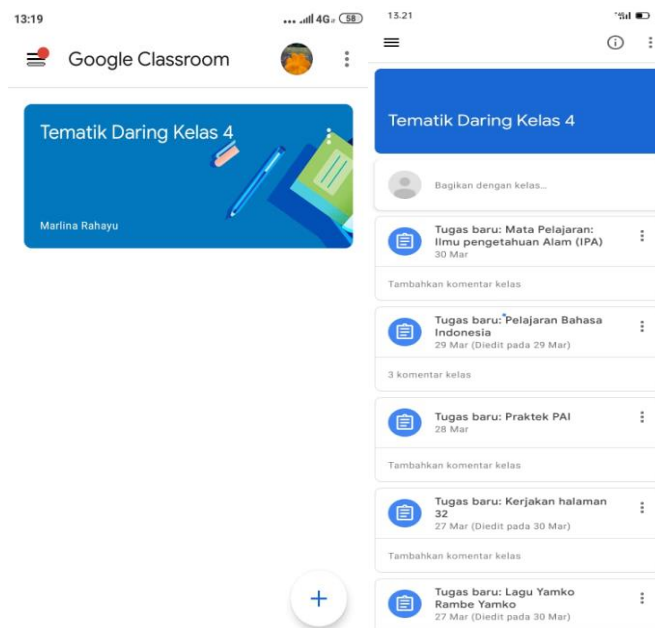 13:19
4G
58
Google Classroom
Tematik Daring Kelas 4
Marlina Rahayu
13.21
Tematik Daring Kelas 4
Bagikan dengan kelas...
Tugas baru: Mata Pelajaran:
Ilmu pengetahuan Alam (IPA)
30 Mar
Tambahkan komentar kelas
Tugas baru: Pelajaran Bahasa
Indonesia
29 Mar (Diedit pada 29 Mar)
3 komentar kelas
Tugas baru: Praktek PAI
28 Mar
Tambahkan komentar kelas
Tugas baru: Kerjakan halaman
32
27 Mar (Diedit pada 30 Mar)
Tambahkan komentar kelas
Tugas baru: Lagu Yamko
Rambe Yamko
27 Mar (Diedit pada 30 Mar)